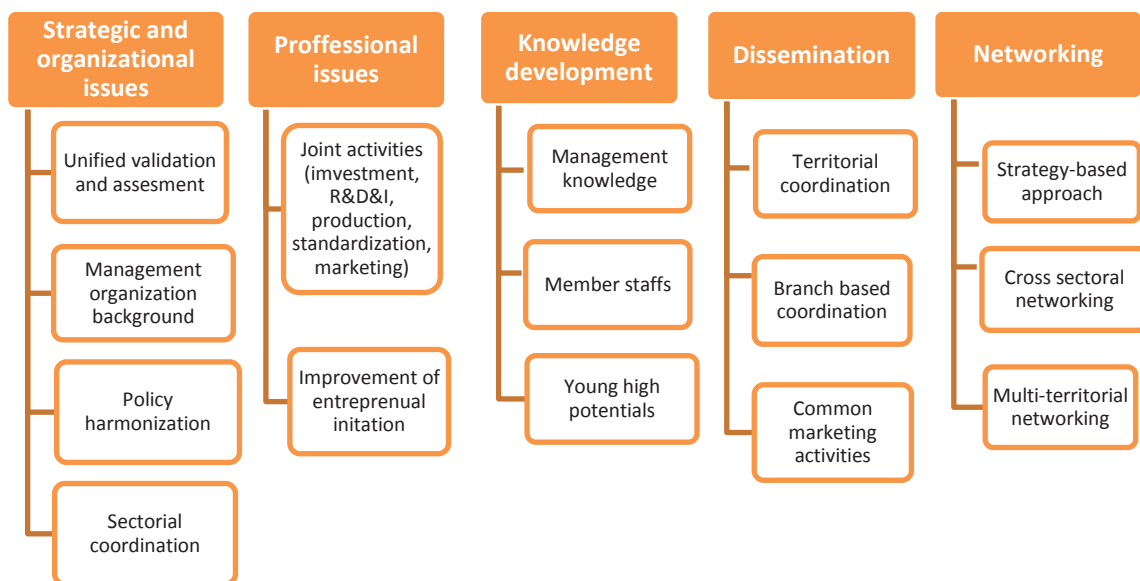 Strategic and
organizational
issues
Unified validation
and assesment
Management
organization
background
Policy
harmonization
Sectorial
coordination
Proffessional
issues
Joint activities
(imvestment,
R&D&I,
production,
standardization,
marketing)
Improvement of
entreprenual
initation
Knowledge
development
Management
knowledge
Member staffs
Young high
potentials
Dissemination
Territorial
coordination
Branch based
coordination
Common
marketing
activities
Networking
Strategy-based
approach
Cross sectoral
networking
Multi-territorial
networking